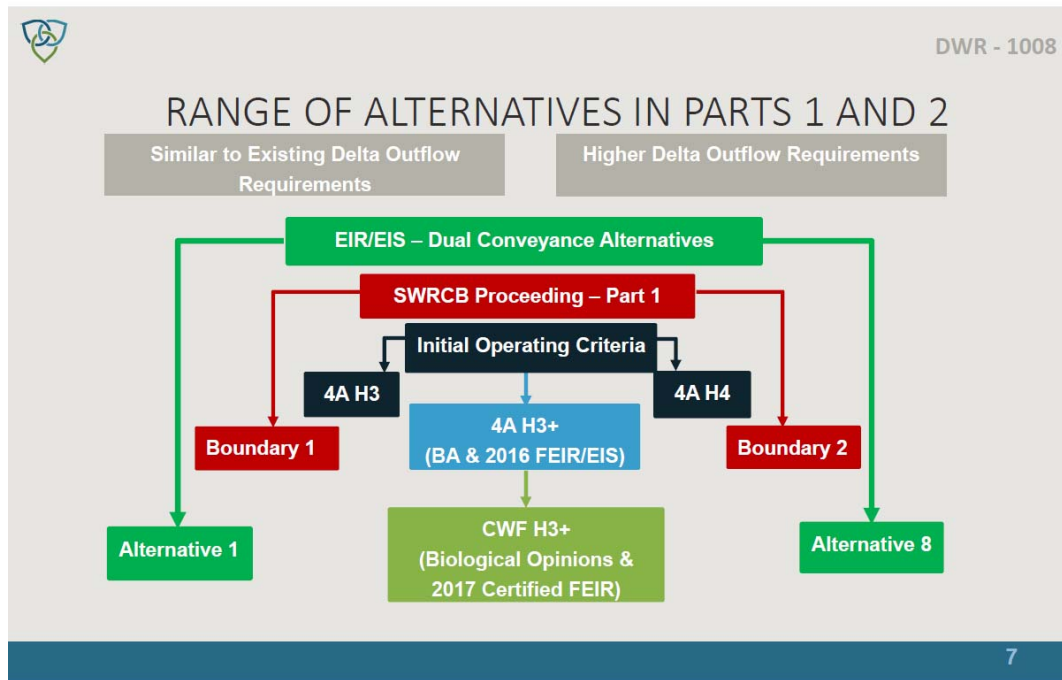 DWR - 1008
RANGE OF ALTERNATIVES IN PARTS 1 AND 2
Similar to Existing Delta Outflow
Requirements
Higher Delta Outflow Requirements
EIR/EIS – Dual Conveyance Alternatives
SWRCB Proceeding – Part 1
Initial Operating Criteria
4A H3
4A H4
Boundary 1
4A H3+
(BA & 2016 FEIR/EIS)
Boundary 2
Alternative 1
CWF H3+
(Biological Opinions &
2017 Certified FEIR)
Alternative 8
7